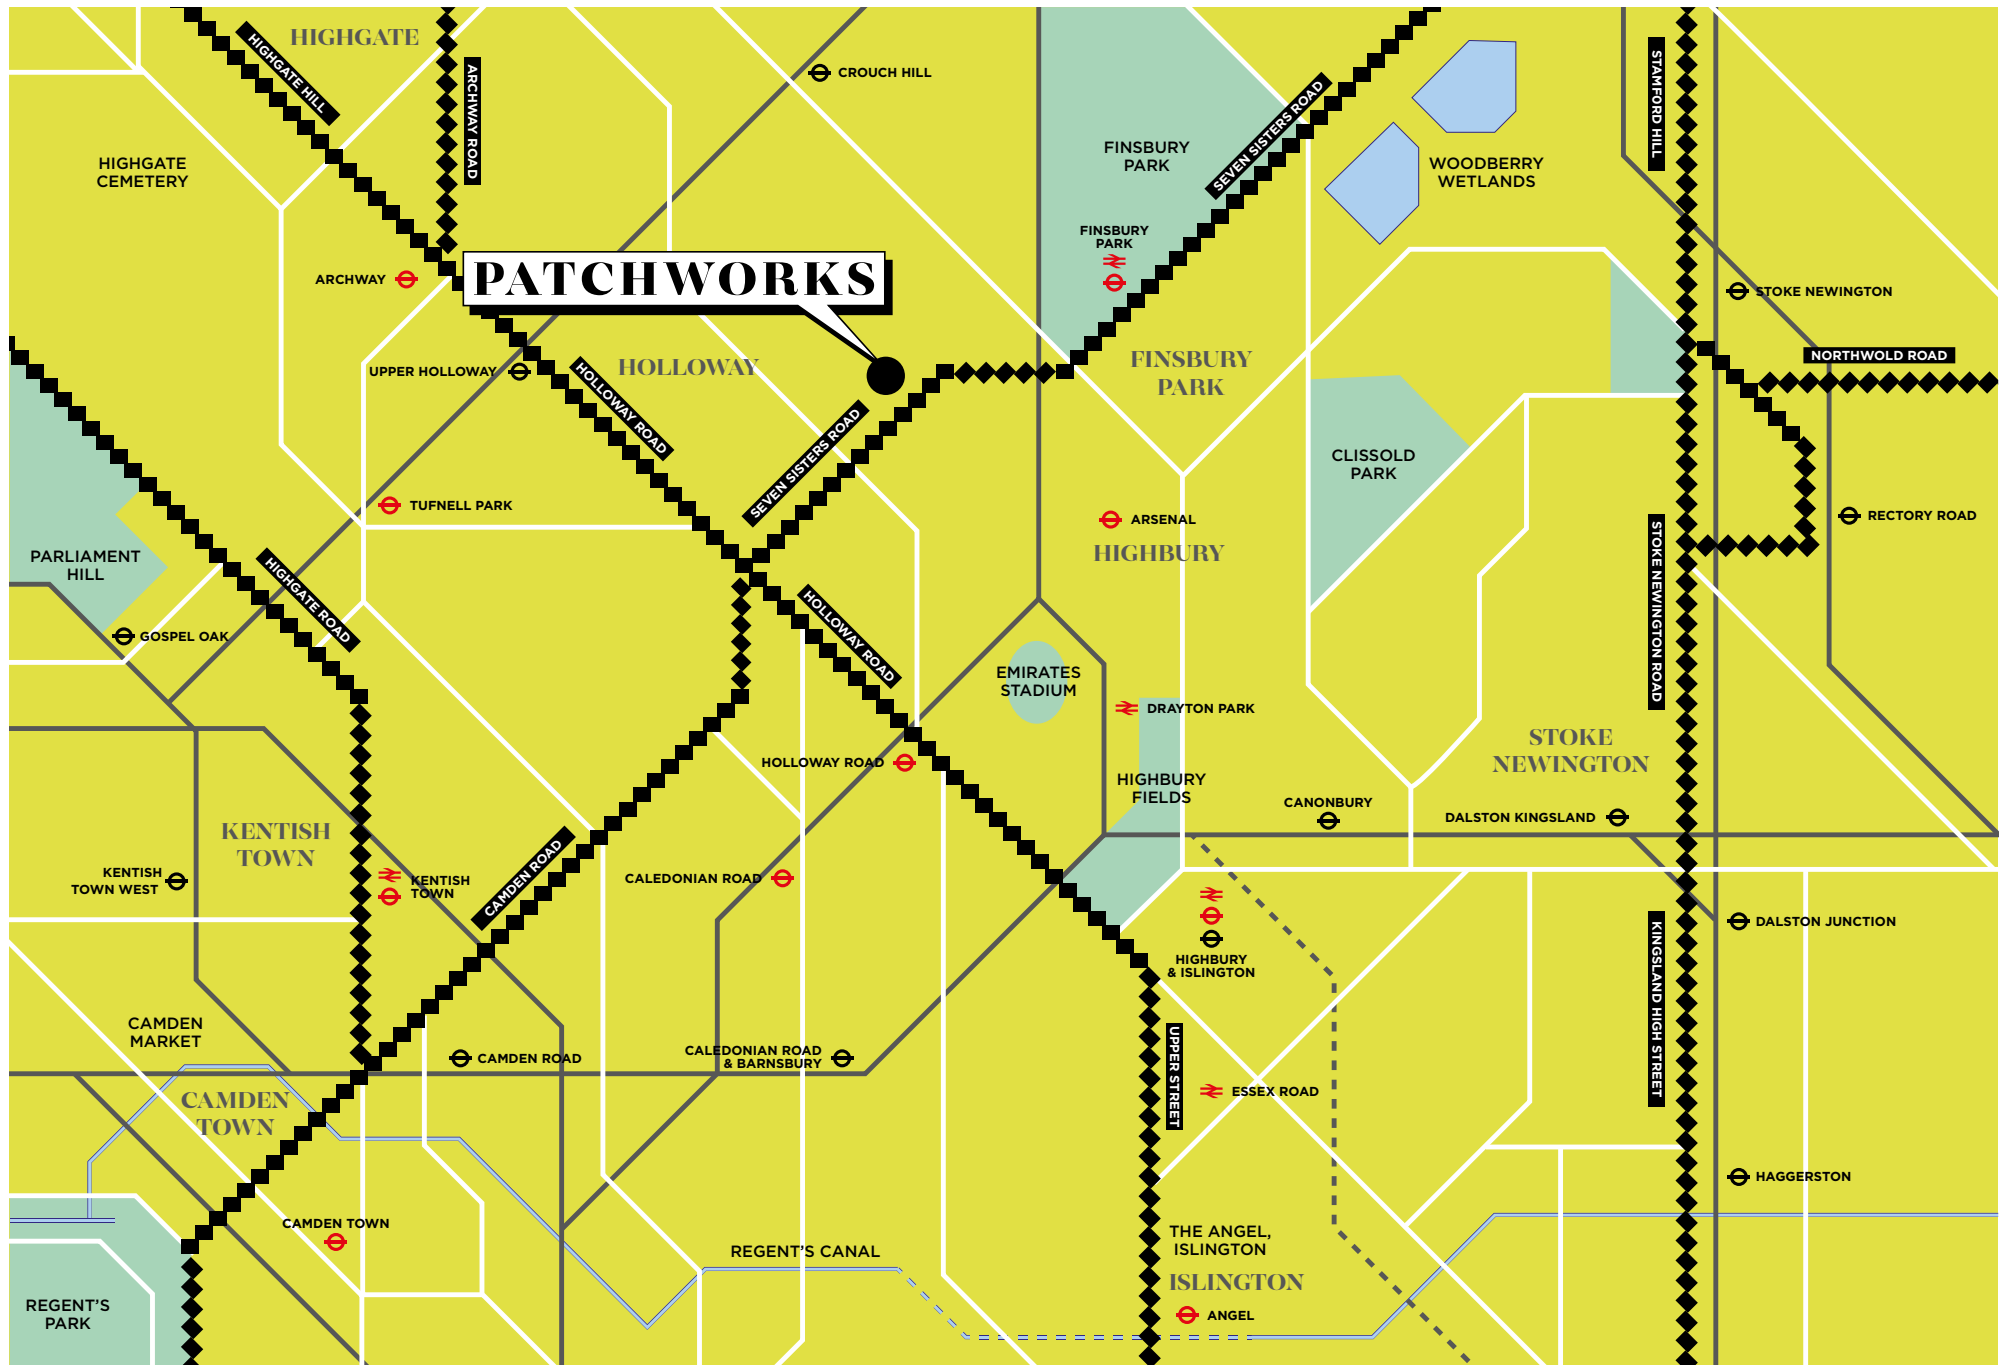 HIGHGATE
HIGHGATE HILL
ARCHWAY ROAD
CROUCH HILL
HIGHGATE
CEMETERY
FINSBURY
PARK
SEVEN SISTERS ROAD
WOODBERRY
WETLANDS
STAMFORD HILL
FINSBURY
PARK
ARCHWAY
PATCHWORKS
STOKE NEWINGTON
NORTHWOLD ROAD
UPPER HOLLOWAY
HOLLOWAY
HOLLOWAY ROAD
FINSBURY
PARK
SEVEN SISTERS ROAD
CLISSOLD
PARK
TUFNELL PARK
ARSENAL
HIGHBURY
RECTORY ROAD
PARLIAMENT
HILL
HIGHGATE ROAD
GOSPEL OAK
HOLLOWAY ROAD
STOKE NEWINGTON ROAD
EMIRATES
STADIUM
DRAYTON PARK
STOKE
NEWINGTON
HOLLOWAY ROAD
HIGHBURY
FIELDS
CANONBURY
DALSTON KINGSLAND
KENTISH
TOWN
KENTISH
TOWN WEST
KENTISH
TOWN
CAMDEN ROAD
CALEDONIAN ROAD
DALSTON JUNCTION
KINGSLAND HIGH STREET
HIGHBURY
& ISLINGTON
CAMDEN
MARKET
CAMDEN ROAD
CALEDONIAN ROAD
& BARNSBURY
UPPER STREET
ESSEX ROAD
CAMDEN
TOWN
HAGGERSTON
CAMDEN TOWN
REGENT'S CANAL
THE ANGEL,
ISLINGTON
ISLINGTON
ANGEL
REGENT'S
PARK